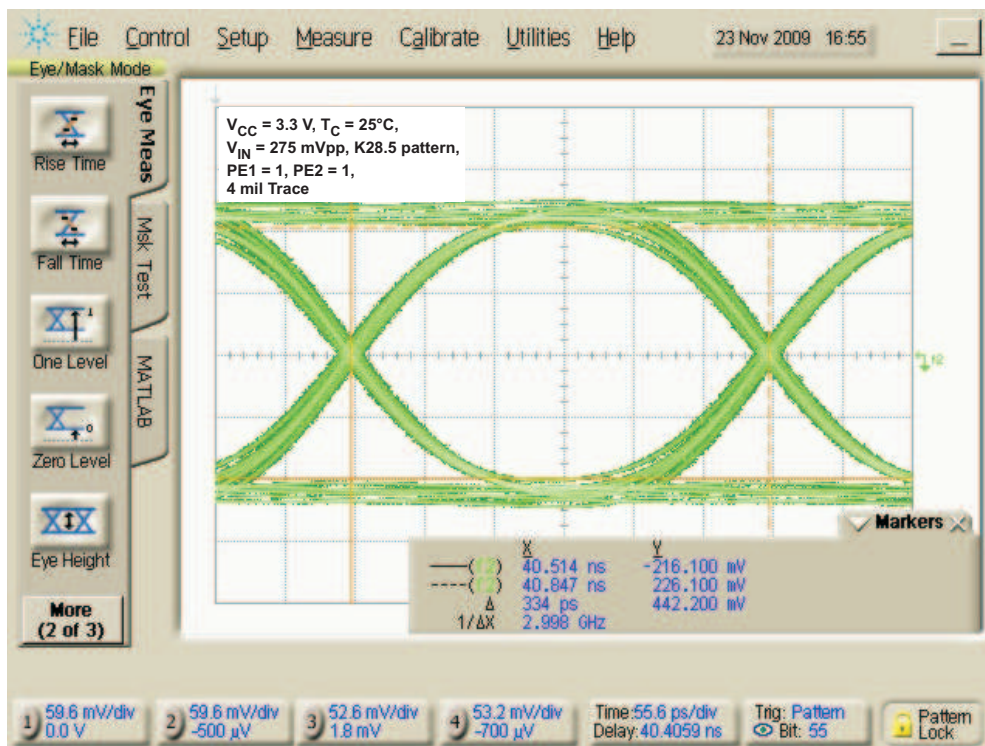 File Control Setup Measure Calibrate Utilities Help 23 Nov 2009 16:55
Eye/Mask Mode
Eye Meas
Msk Test
MATLAB
Rise Time
Fall Time
One Level
Zero Level
Eye Height
More
(2 of 3)
VCC = 3.3 V, TC = 25°C,
VIN = 275 mVpp, K28.5 pattern,
PE1 = 1, PE2 = 1,
4 mil Trace
Markers
X Y
——(f2) 40.514 ns -216.100 mV
----(f2) 40.847 ns 226.100 mV
Δ 334 ps 442.200 mV
1/ΔX 2.998 GHz
1) 59.6 mV/div
0.0 V
2) 59.6 mV/div
-500 µV
3) 52.6 mV/div
1.8 mV
4) 53.2 mV/div
-700 µV
Time:55.6 ps/div
Delay:40.4059 ns
Trig: Pattern
Bit: 55
Pattern
Lock